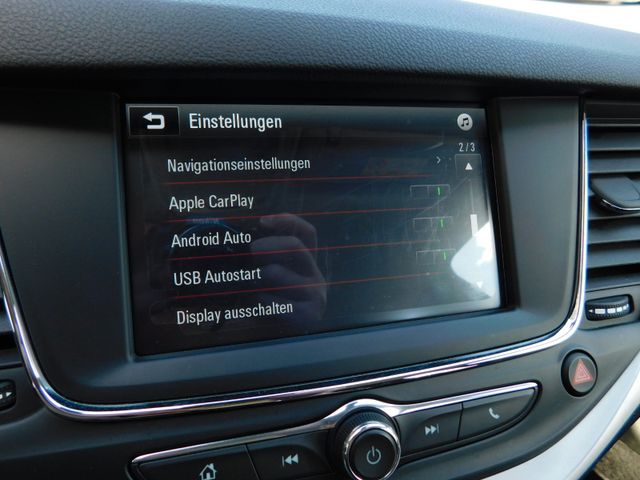 Einstellungen
2/3
Navigationseinstellungen
Apple CarPlay
Android Auto
USB Autostart
Display ausschalten